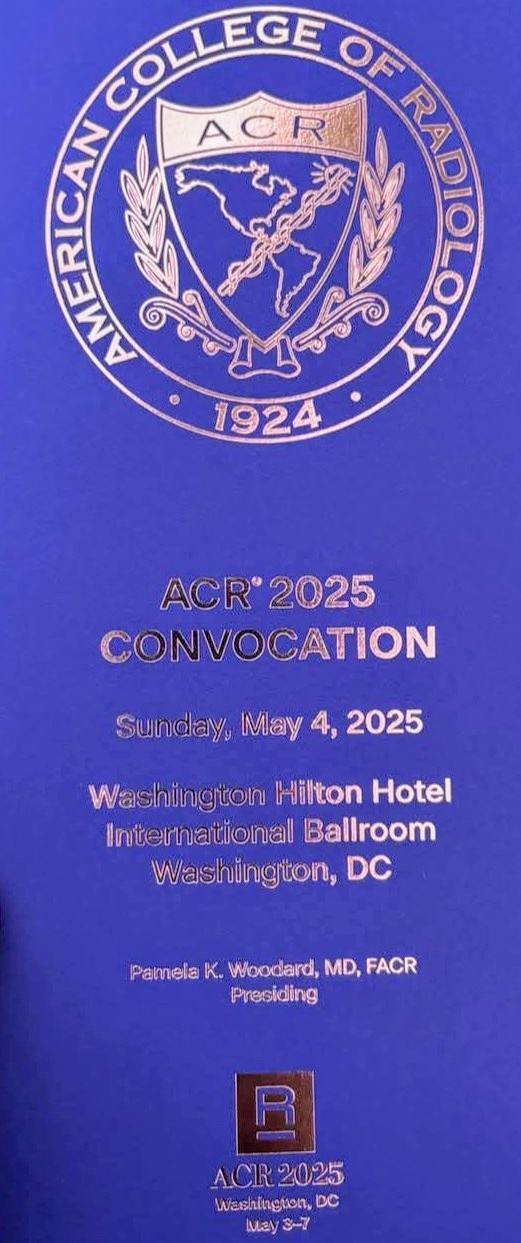 AMERICAN COLLEGE OF RADIOLOGY
ACR
• 1924 •
ACR® 2025
CONVOCATION
Sunday, May 4, 2025
Washington Hilton Hotel
International Ballroom
Washington, DC
Pamela K. Woodard, MD, FACR
Presiding
R
ACR 2025
Washington, DC
May 3–7